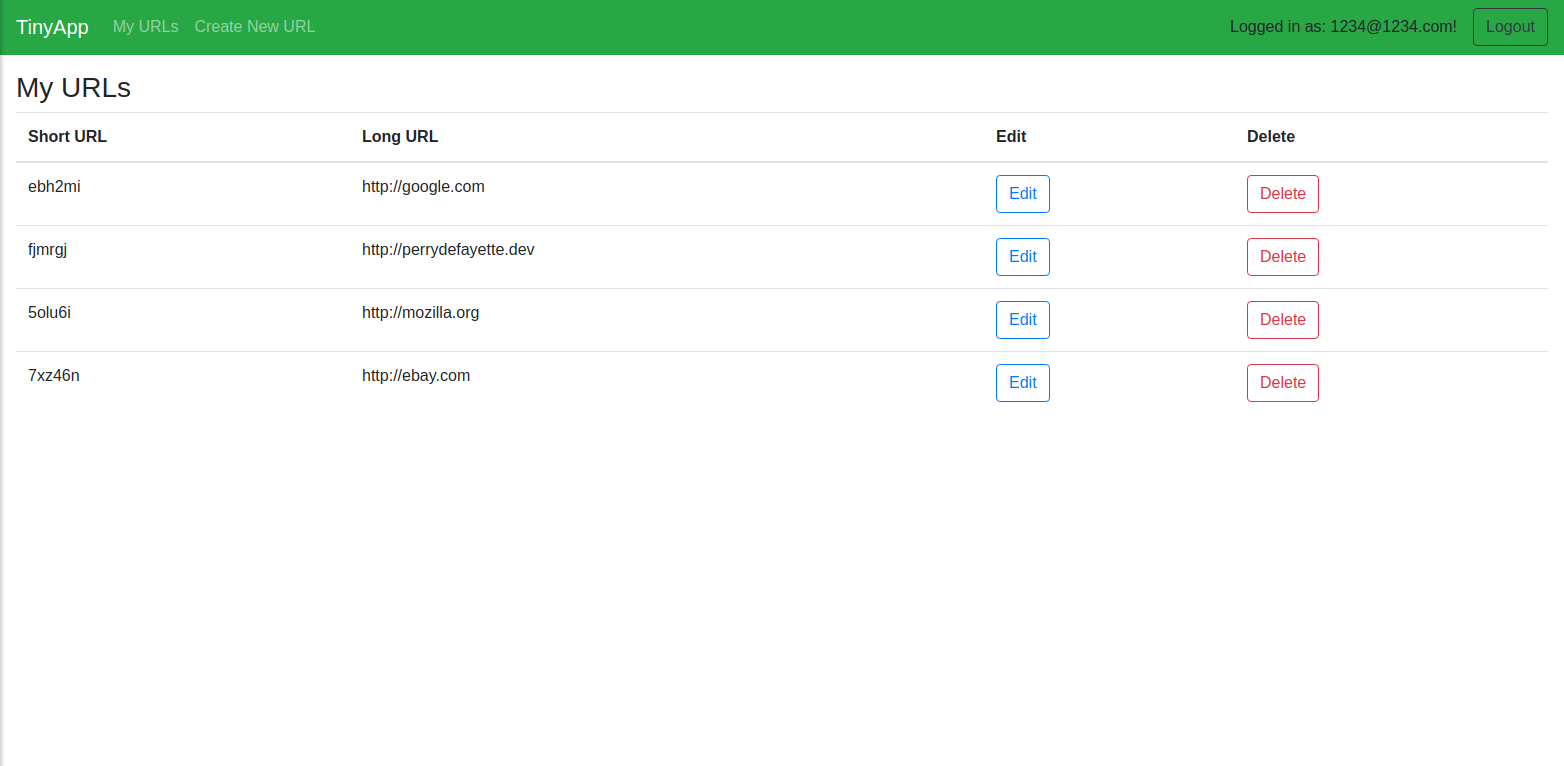 TinyApp My URLs Create New URL Logged in as: 1234@1234.com! Logout
My URLs
Short URL Long URL Edit Delete
ebh2mi http://google.com Edit Delete
fjmrgj http://perrydefayette.dev Edit Delete
5olu6i http://mozilla.org Edit Delete
7xz46n http://ebay.com Edit Delete